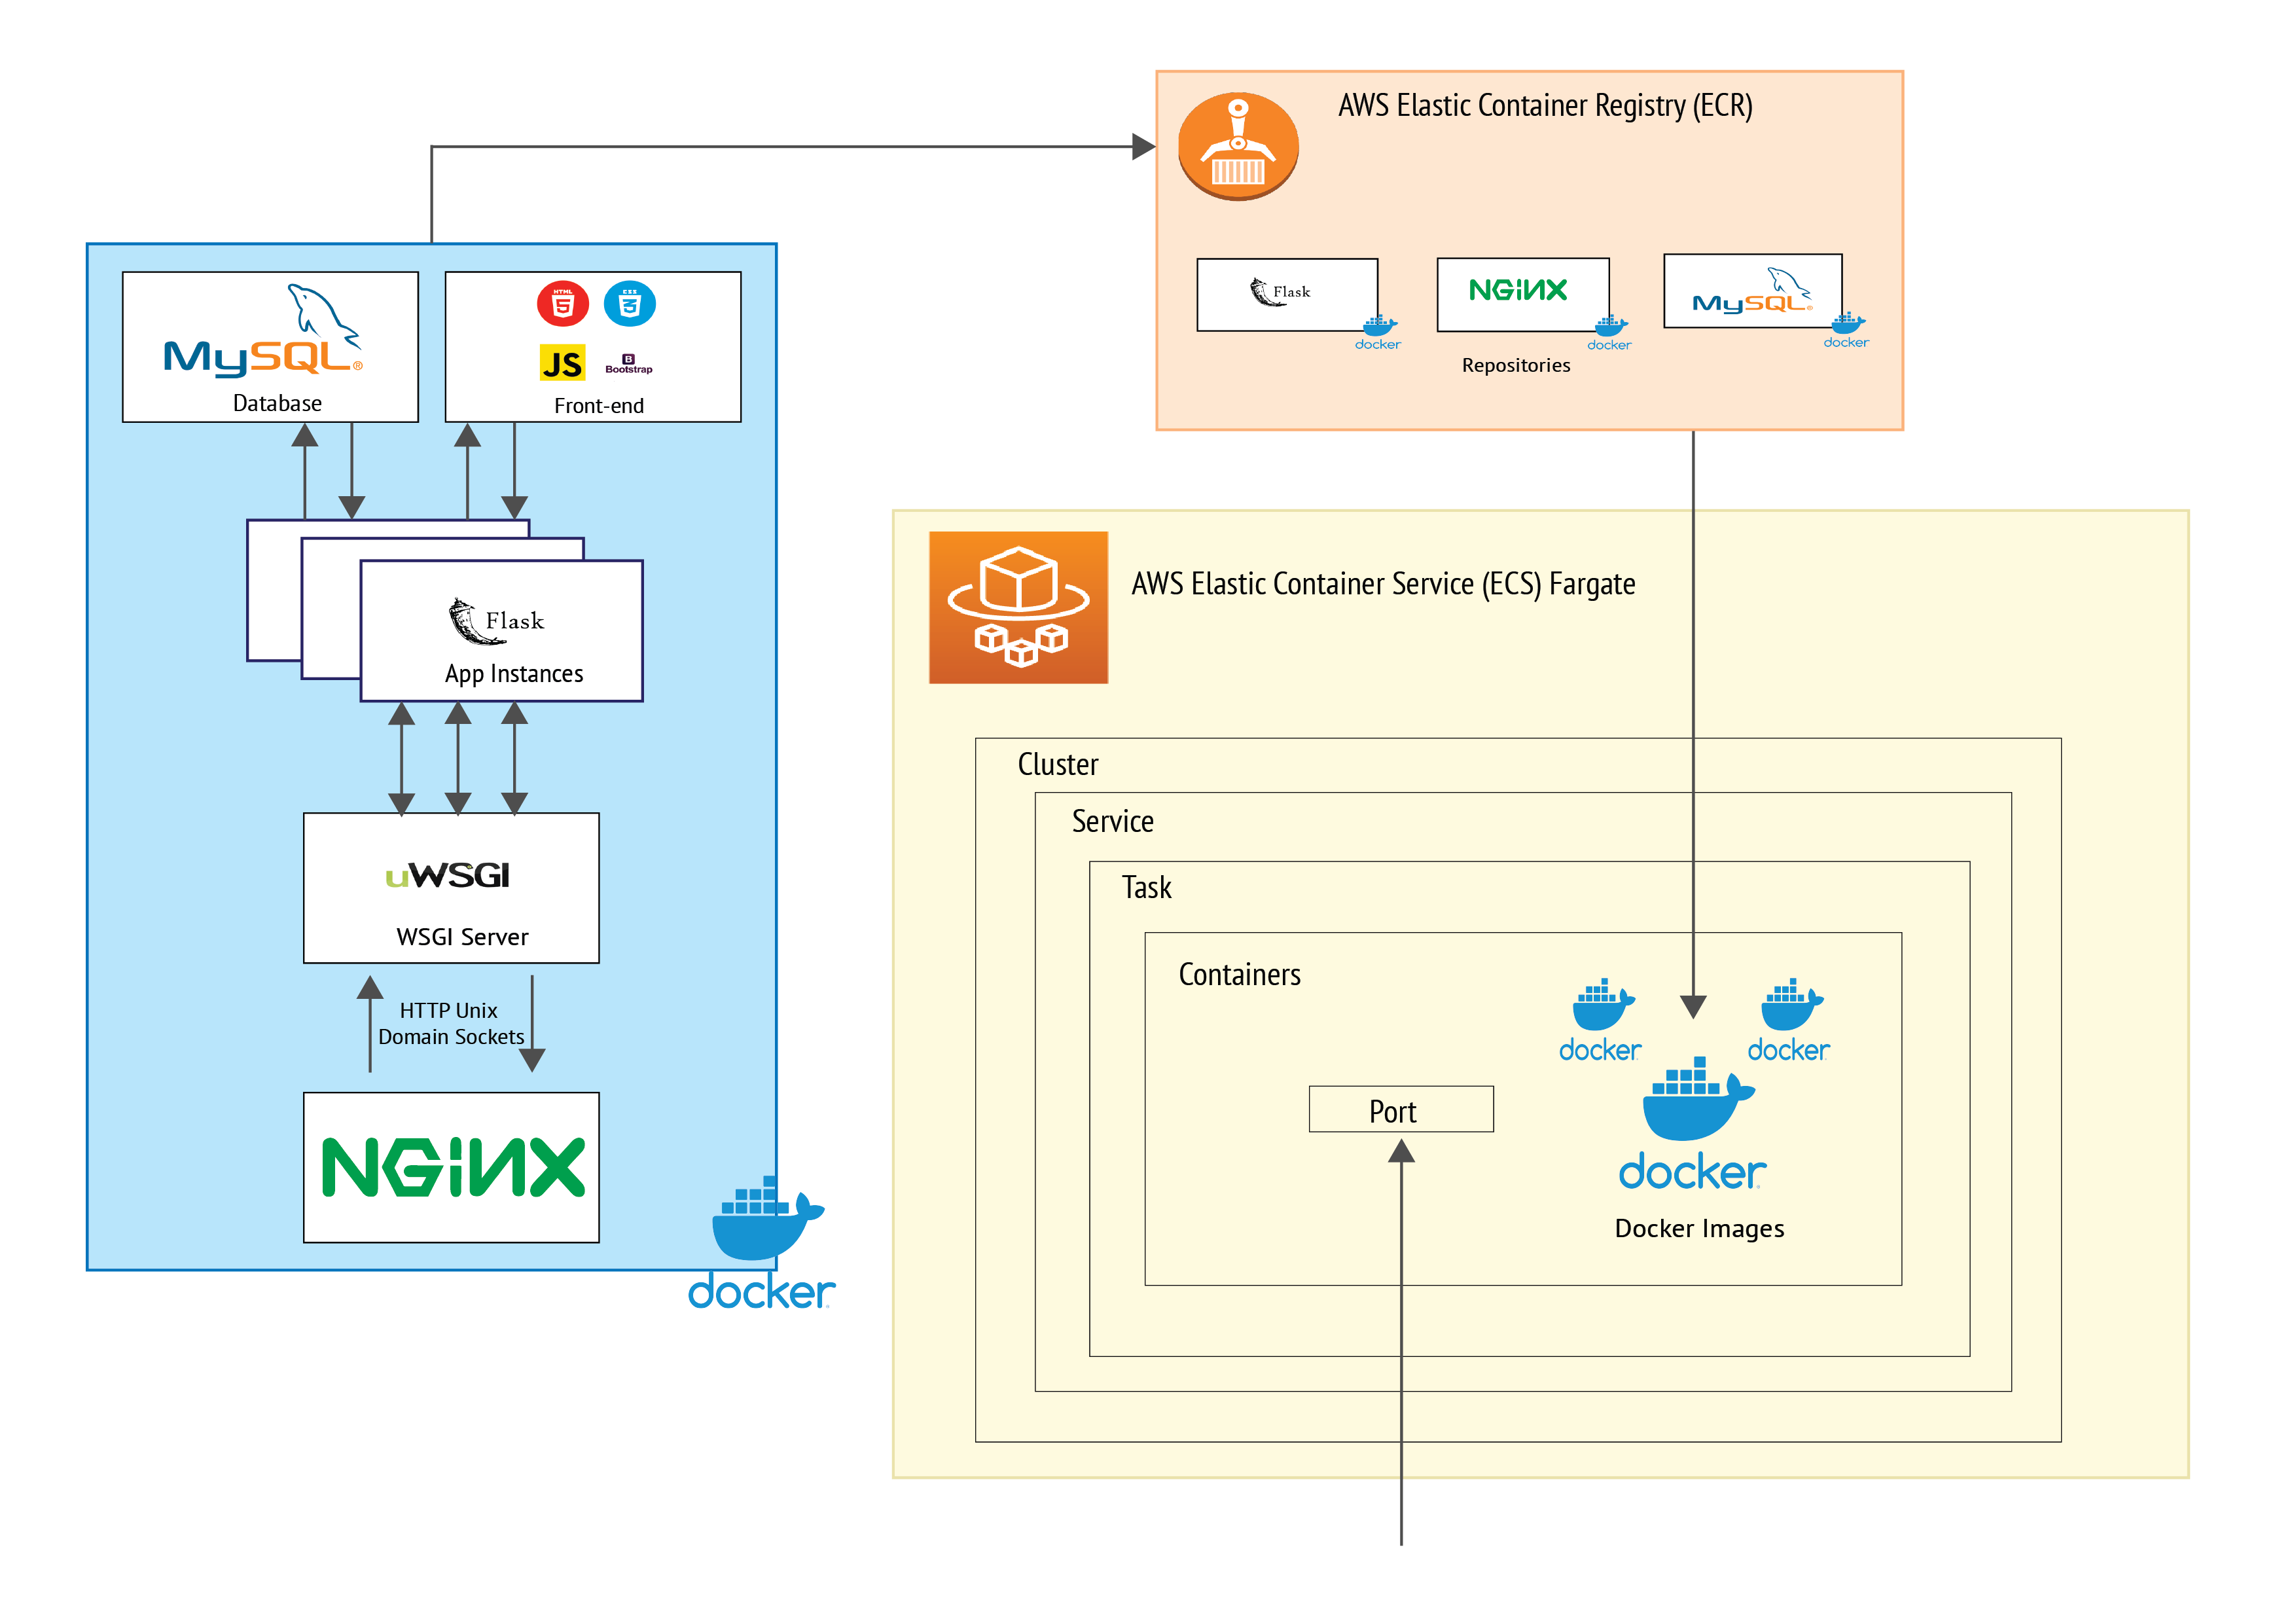 AWS Elastic Container Registry (ECR)
Flask
NGiNX
MySQL®
docker
docker
docker
Repositories
HTML
5
CSS
3
MySQL®
JS
B
Bootstrap
Database
Front-end
Flask
App Instances
uWSGI
WSGI Server
HTTP Unix
Domain Sockets
NGiNX
docker
AWS Elastic Container Service (ECS) Fargate
Cluster
Service
Task
Containers
docker
docker
Port
docker
Docker Images